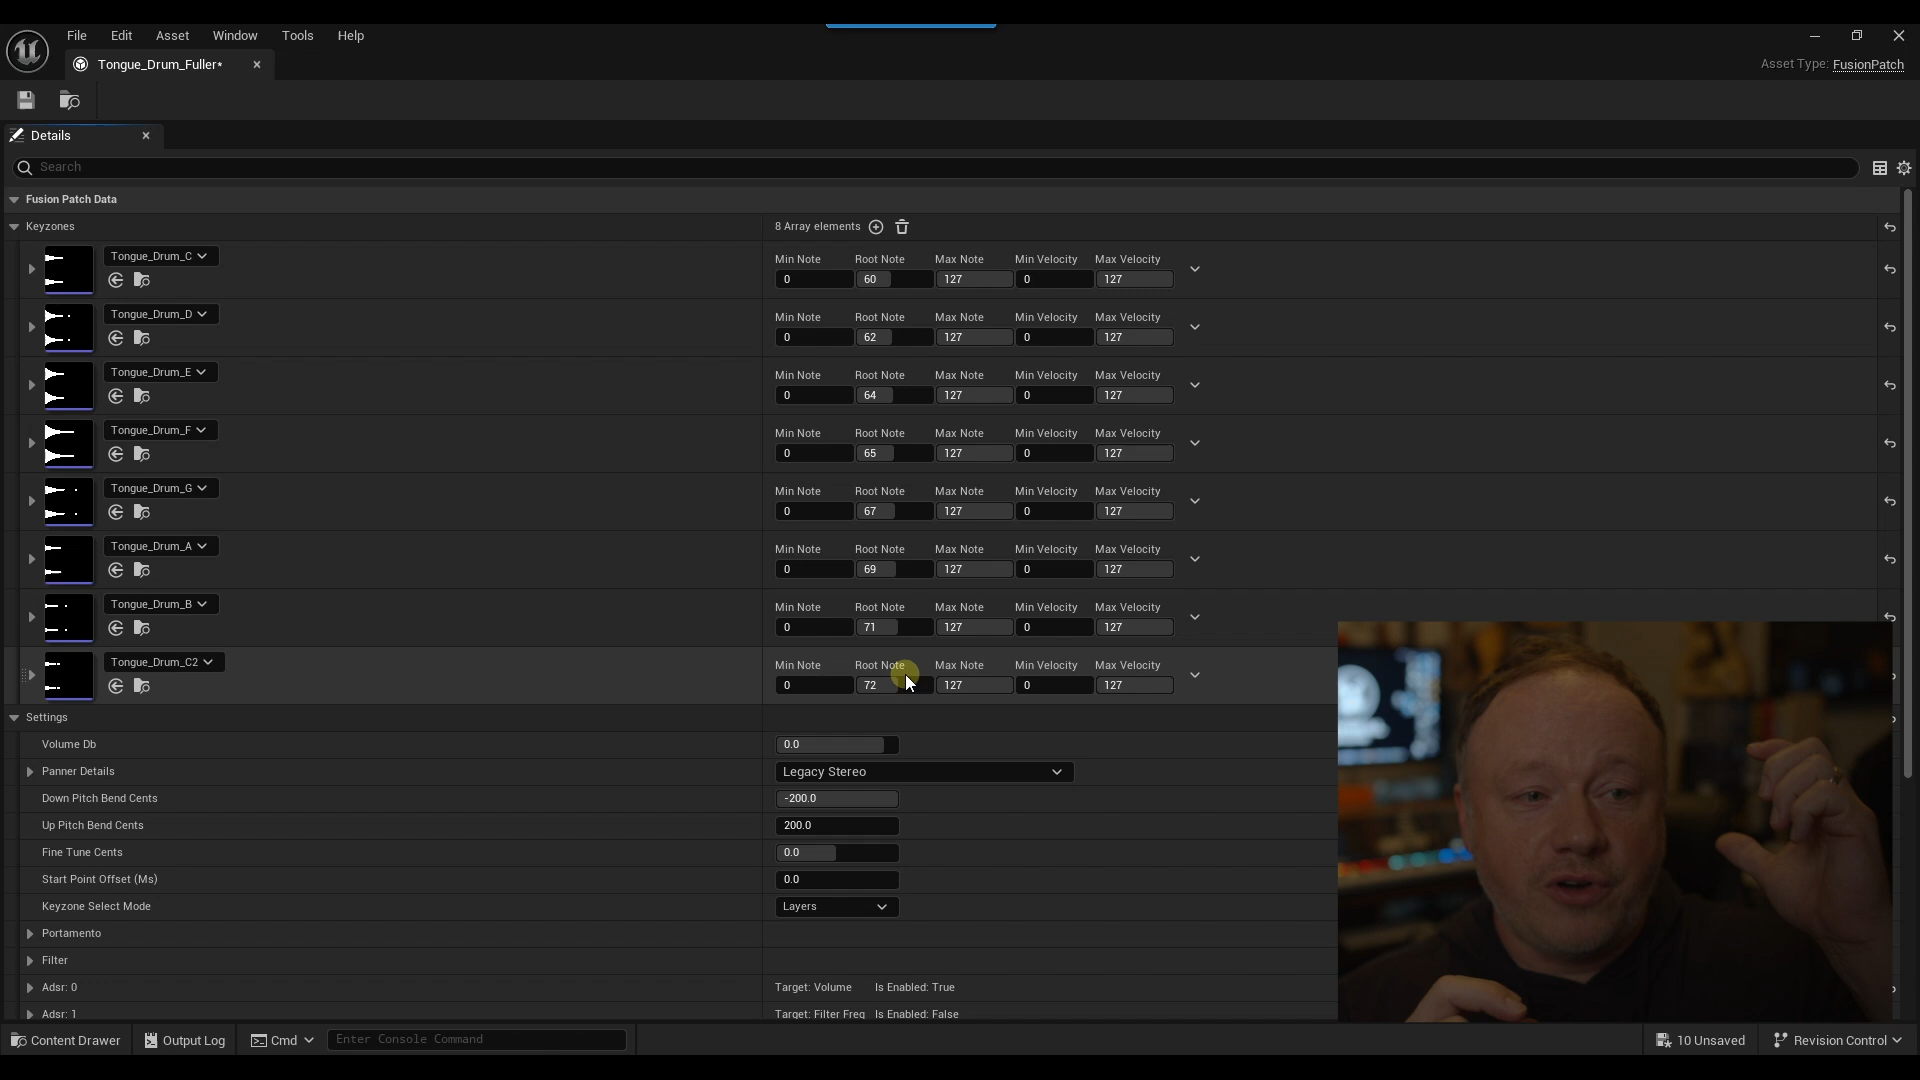 File Edit Asset Window Tools Help
Tongue_Drum_Fuller*
Asset Type: FusionPatch
Details
Search
Fusion Patch Data
Keyzones 8 Array elements
Tongue_Drum_C Min Note Root Note Max Note Min Velocity Max Velocity
0 60 127 0 127
Tongue_Drum_D Min Note Root Note Max Note Min Velocity Max Velocity
0 62 127 0 127
Tongue_Drum_E Min Note Root Note Max Note Min Velocity Max Velocity
0 64 127 0 127
Tongue_Drum_F Min Note Root Note Max Note Min Velocity Max Velocity
0 65 127 0 127
Tongue_Drum_G Min Note Root Note Max Note Min Velocity Max Velocity
0 67 127 0 127
Tongue_Drum_A Min Note Root Note Max Note Min Velocity Max Velocity
0 69 127 0 127
Tongue_Drum_B Min Note Root Note Max Note Min Velocity Max Velocity
0 71 127 0 127
Tongue_Drum_C2 Min Note Root Note Max Note Min Velocity Max Velocity
0 72 127 0 127
Settings
Volume Db 0.0
Panner Details Legacy Stereo
Down Pitch Bend Cents -200.0
Up Pitch Bend Cents 200.0
Fine Tune Cents 0.0
Start Point Offset (Ms) 0.0
Keyzone Select Mode Layers
Portamento
Filter
Adsr: 0 Target: Volume Is Enabled: True
Adsr: 1 Target: Filter Freq Is Enabled: False
Content Drawer Output Log Cmd Enter Console Command 10 Unsaved Revision Control